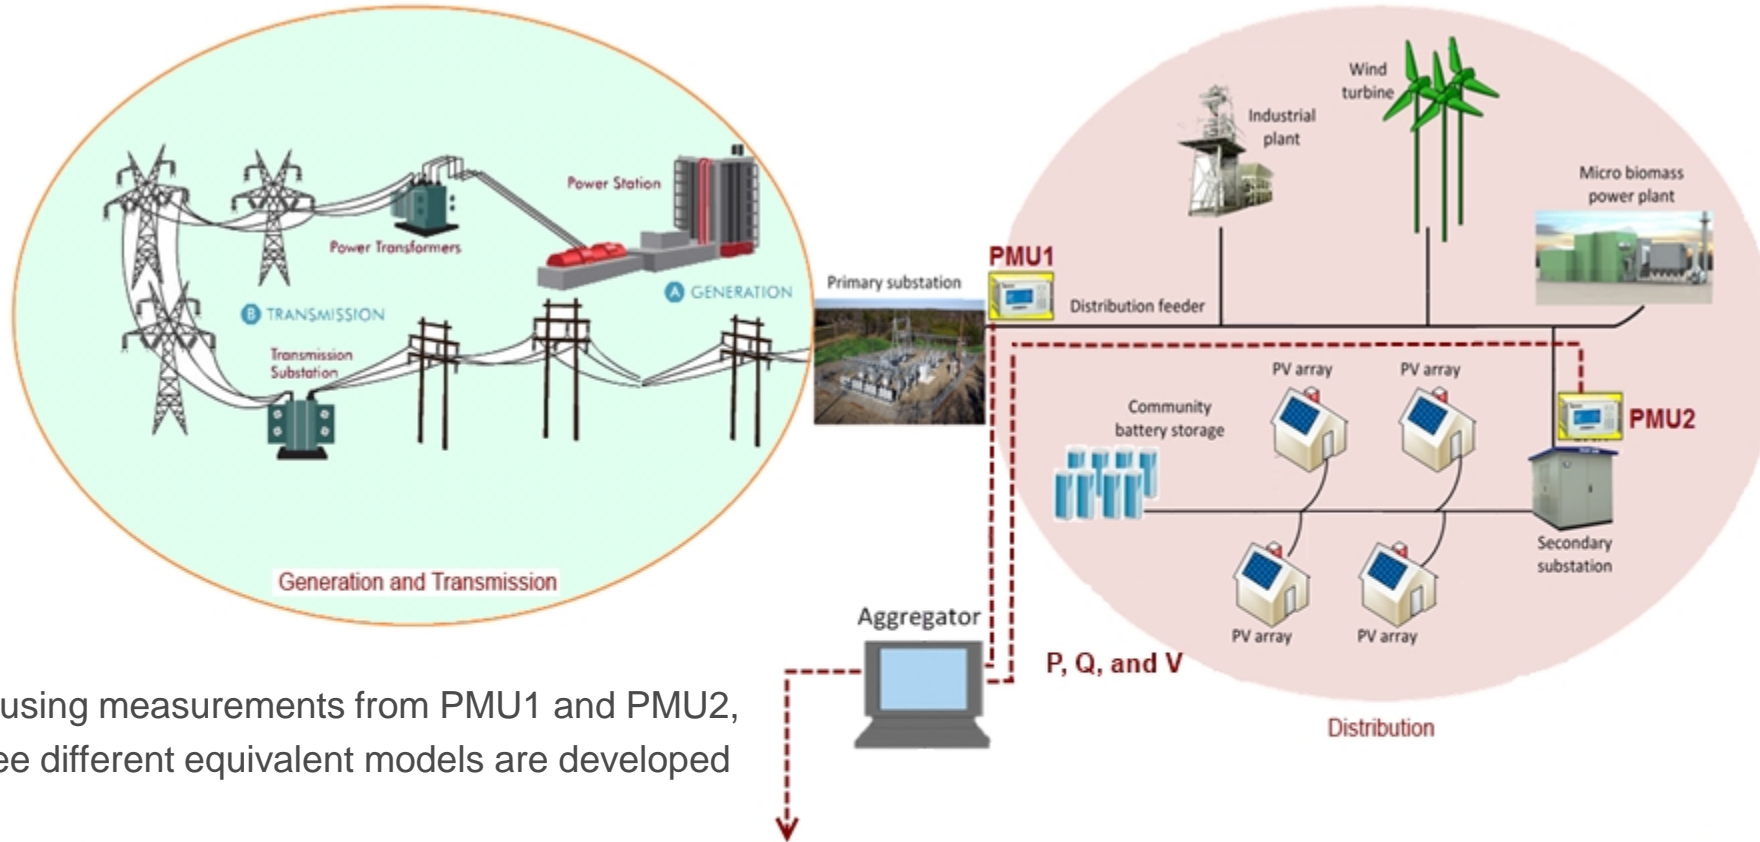 Power Station
Power Transformers
A GENERATION
B TRANSMISSION
Transmission
Substation
Generation and Transmission
Primary substation
PMU1
Distribution feeder
Industrial
plant
Wind
turbine
Micro biomass
power plant
PV array
PV array
Community
battery storage
PMU2
Secondary
substation
PV array
PV array
Aggregator
P, Q, and V
Distribution
using measurements from PMU1 and PMU2,
ee different equivalent models are developed